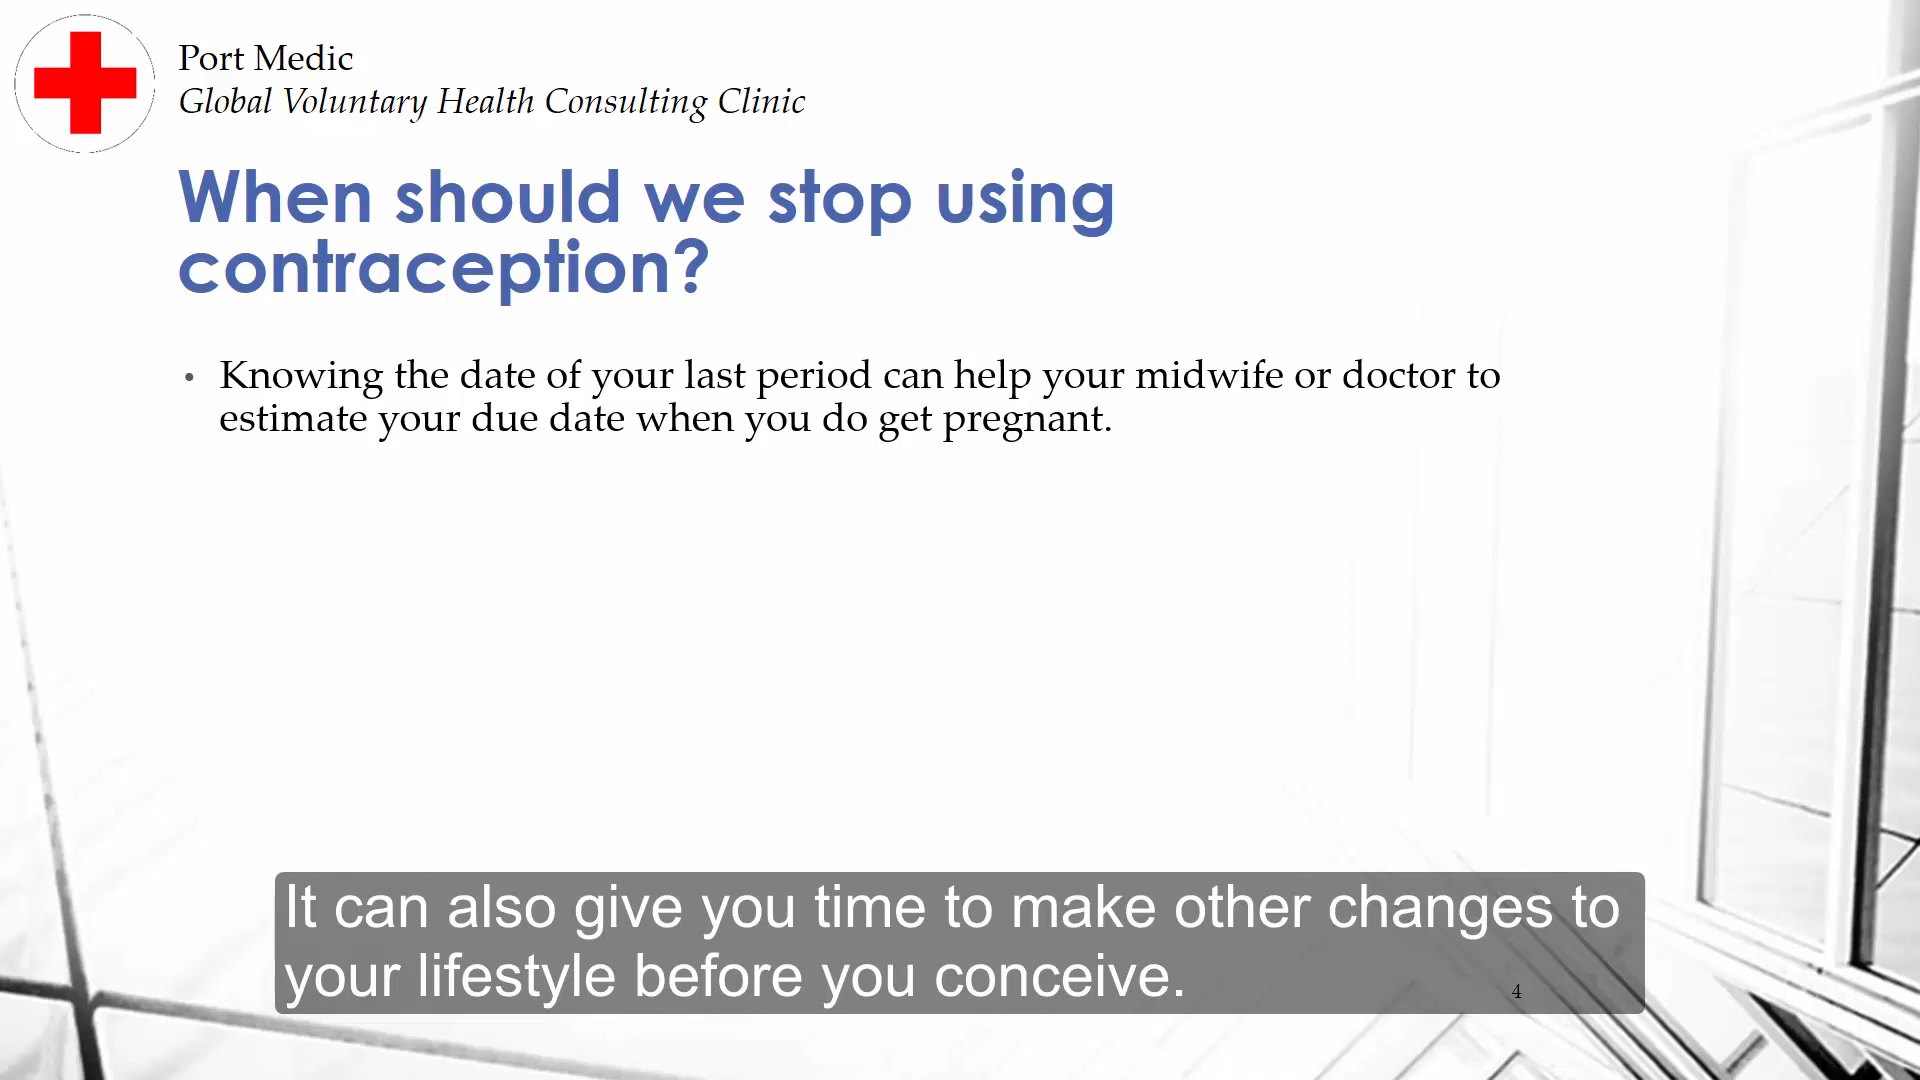 Port Medic
Global Voluntary Health Consulting Clinic
When should we stop using
contraception?
• Knowing the date of your last period can help your midwife or doctor to
estimate your due date when you do get pregnant.
It can also give you time to make other changes to
your lifestyle before you conceive.
4